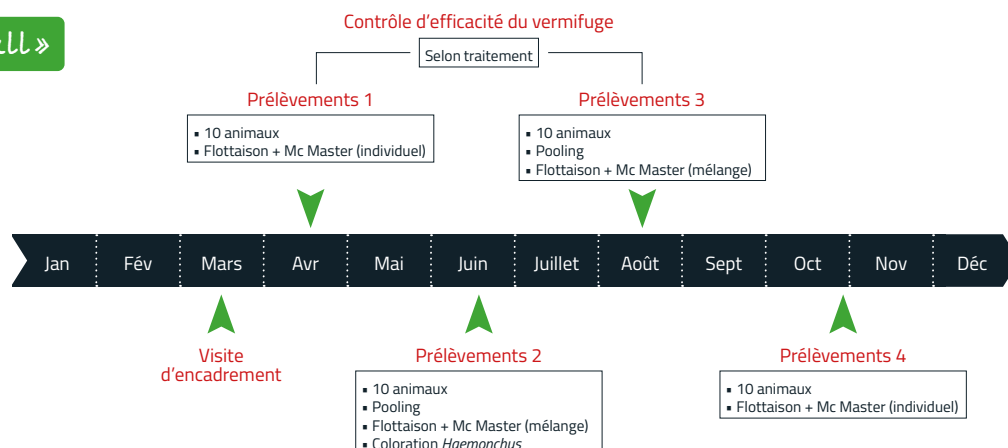 Contrôle d'efficacité du vermifuge
Selon traitement
Prélèvements 1
▪ 10 animaux
▪ Flottaison + Mc Master (individuel)
Prélèvements 3
▪ 10 animaux
▪ Pooling
▪ Flottaison + Mc Master (mélange)
Jan Fév Mars Avr Mai Juin Juillet Août Sept Oct Nov Déc
Visite
d'encadrement
Prélèvements 2
▪ 10 animaux
▪ Pooling
▪ Flottaison + Mc Master (mélange)
▪ Coloration Haemonchus
Prélèvements 4
▪ 10 animaux
▪ Flottaison + Mc Master (individuel)